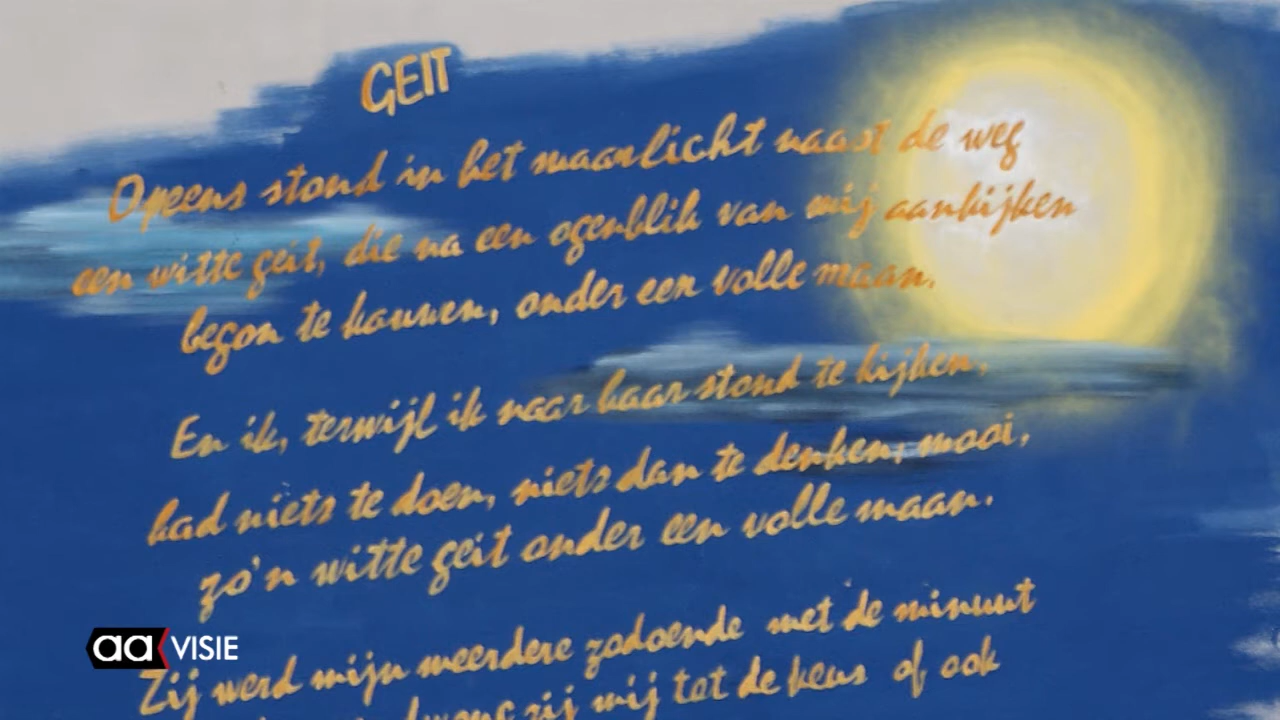 GEIT
Opeens stond in het maanlicht naast de weg
een witte geit, die na een ogenblik van mij aankijken
begon te kauwen, onder een volle maan.
En ik, terwijl ik naar haar stond te kijken,
had niets te doen, niets dan te denken; mooi,
zo'n witte geit onder een volle maan.
Zij werd mijn meerdere zodoende met de minuut
zij mij tot de keus of ook
aa VISIE